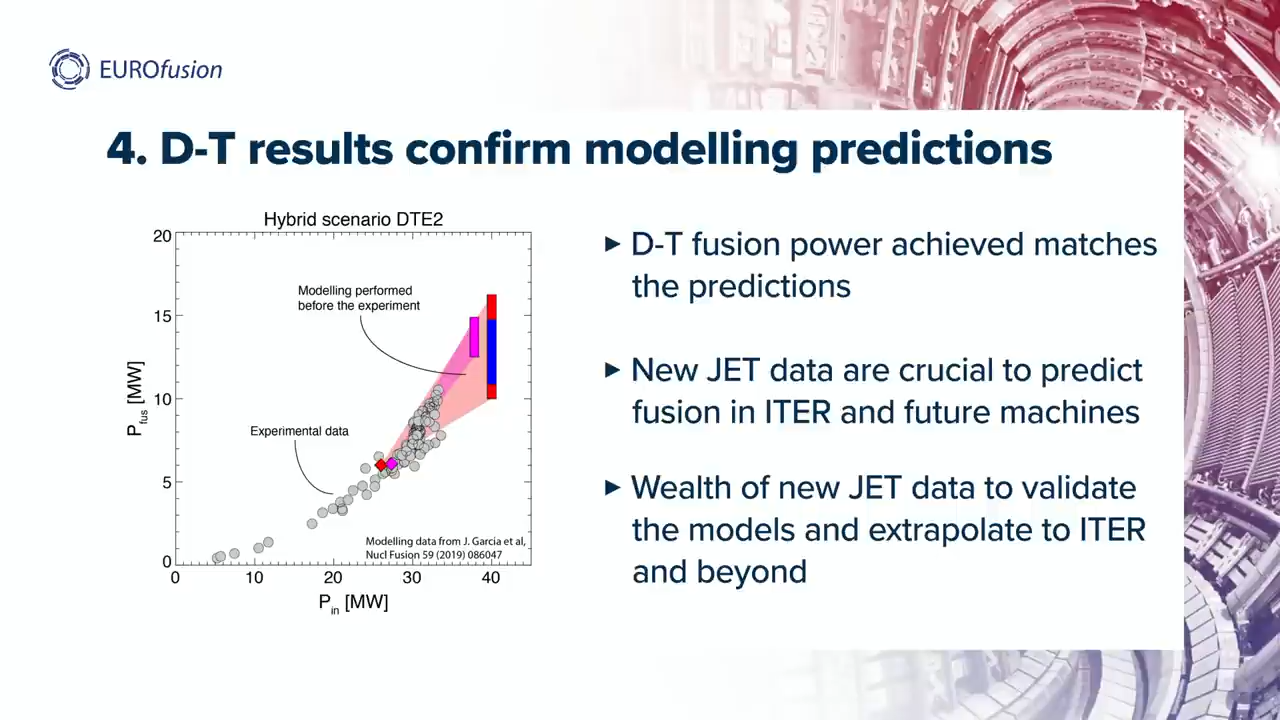 EUROfusion
4. D-T results confirm modelling predictions
Hybrid scenario DTE2
20
15
10
5
0
P_fus [MW]
Modelling performed
before the experiment
Experimental data
Modelling data from J. Garcia et al,
Nucl Fusion 59 (2019) 086047
0 10 20 30 40
P_in [MW]
▶ D-T fusion power achieved matches
the predictions
▶ New JET data are crucial to predict
fusion in ITER and future machines
▶ Wealth of new JET data to validate
the models and extrapolate to ITER
and beyond